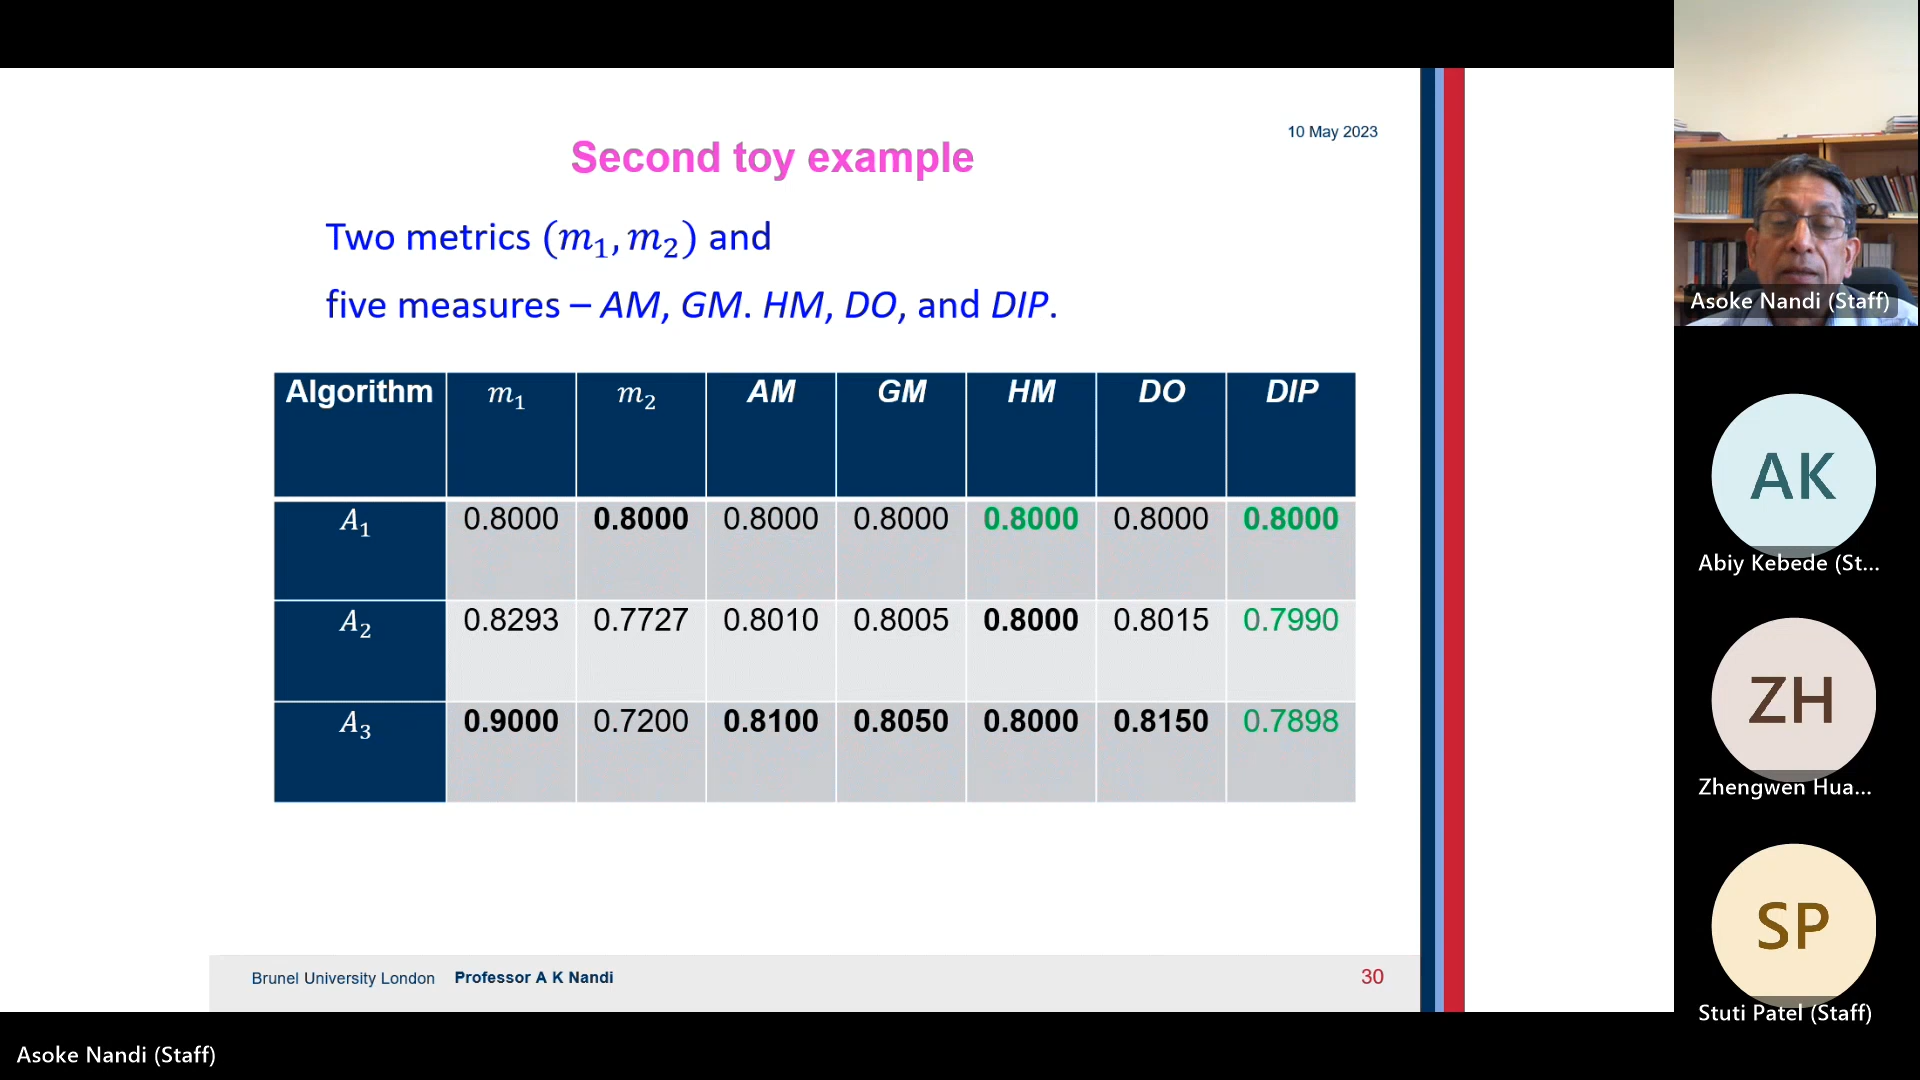 10 May 2023
Second toy example
Two metrics (m₁, m₂) and
five measures – AM, GM. HM, DO, and DIP.
Algorithm m₁ m₂ AM GM HM DO DIP
A₁ 0.8000 0.8000 0.8000 0.8000 0.8000 0.8000 0.8000
A₂ 0.8293 0.7727 0.8010 0.8005 0.8000 0.8015 0.7990
A₃ 0.9000 0.7200 0.8100 0.8050 0.8000 0.8150 0.7898
Brunel University London Professor A K Nandi 30
Asoke Nandi (Staff)
Asoke Nandi (Staff)
AK
Abiy Kebede (St...
ZH
Zhengwen Hua...
SP
Stuti Patel (Staff)